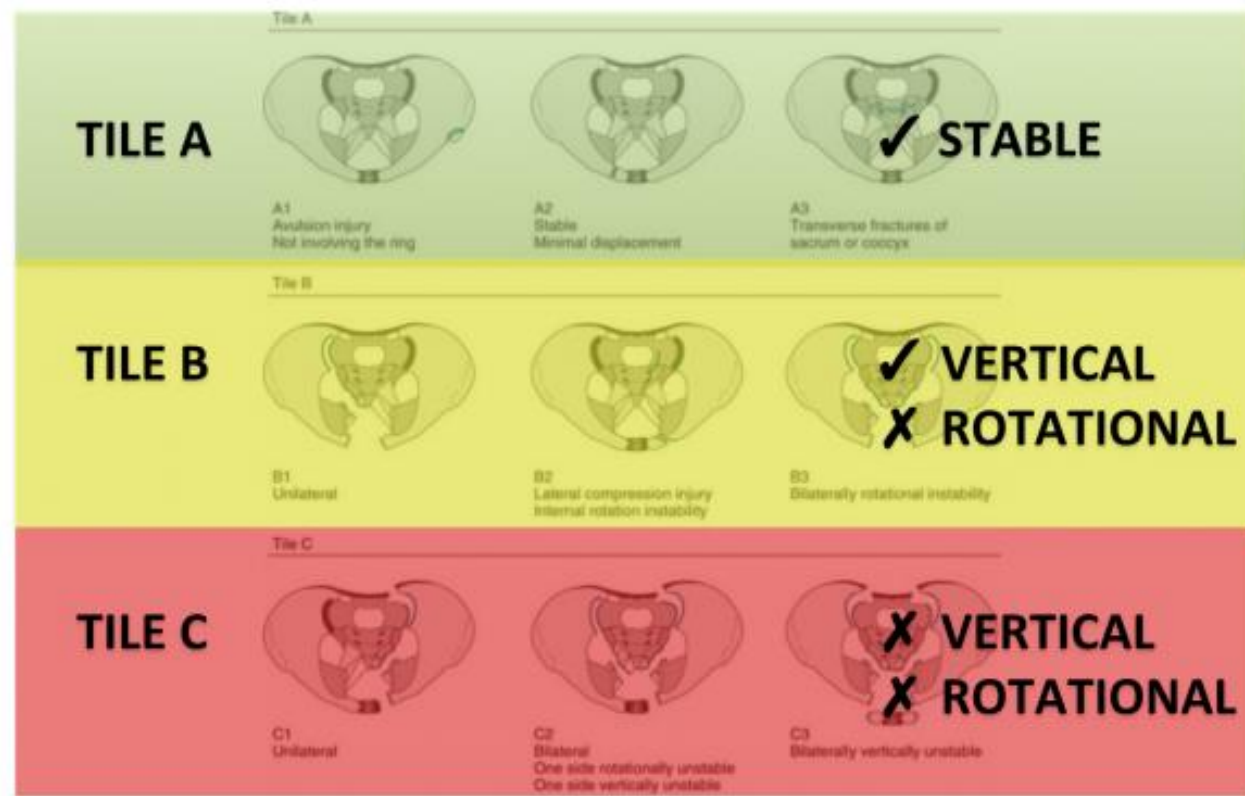 Tile A
TILE A
✓ STABLE
A1
Avulsion injury
Not involving the ring
A2
Stable
Minimal displacement
A3
Transverse fractures of
sacrum or coccyx
Tile B
TILE B
✓ VERTICAL
✗ ROTATIONAL
B1
Unilateral
B2
Lateral compression injury
Internal rotation instability
B3
Bilaterally rotational instability
Tile C
TILE C
✗ VERTICAL
✗ ROTATIONAL
C1
Unilateral
C2
Bilateral
One side rotationally unstable
One side vertically unstable
C3
Bilaterally vertically unstable